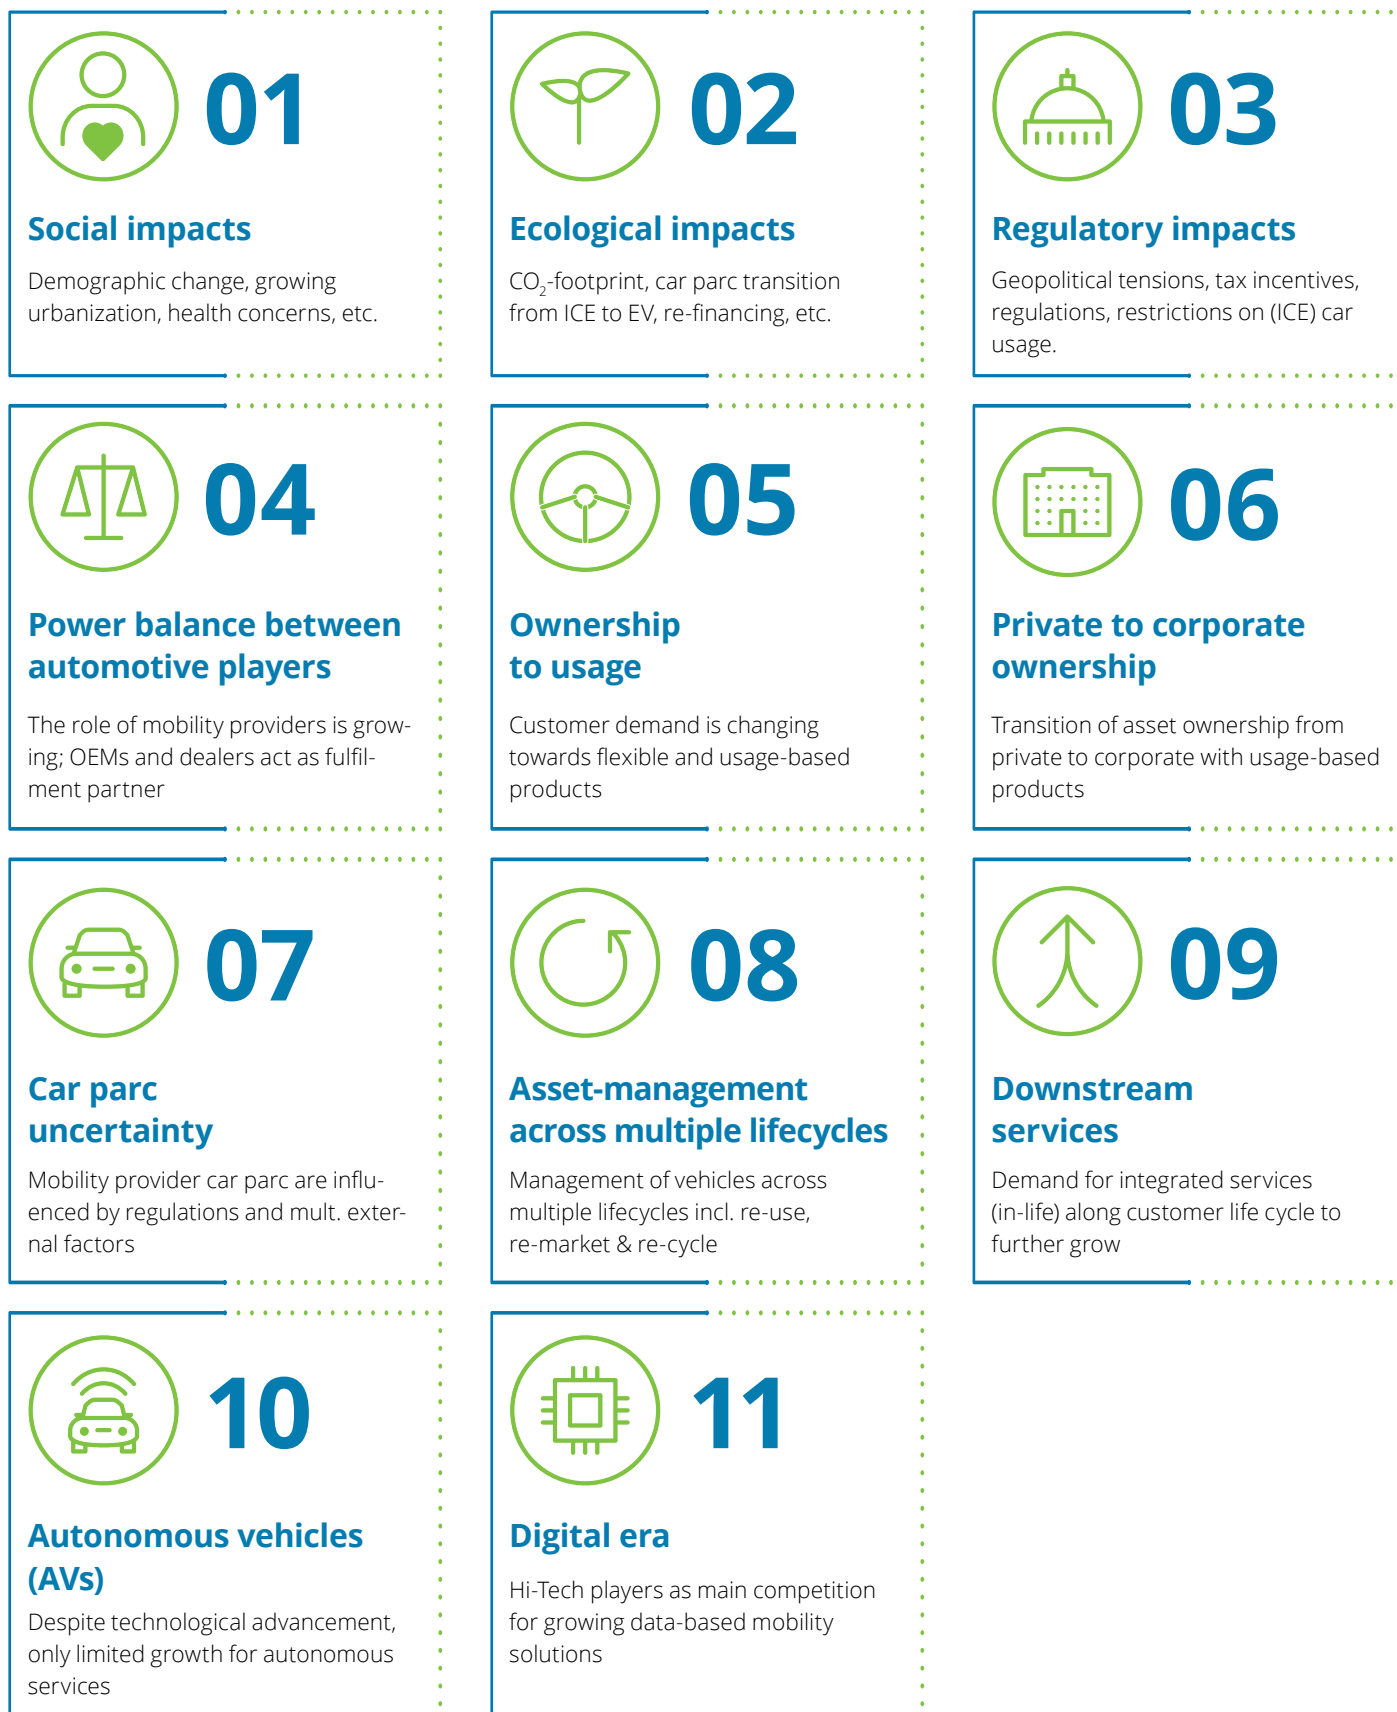 01
Social impacts
Demographic change, growing
urbanization, health concerns, etc.
02
Ecological impacts
CO₂-footprint, car parc transition
from ICE to EV, re-financing, etc.
03
Regulatory impacts
Geopolitical tensions, tax incentives,
regulations, restrictions on (ICE) car
usage.
04
Power balance between
automotive players
The role of mobility providers is grow-
ing; OEMs and dealers act as fulfil-
ment partner
05
Ownership
to usage
Customer demand is changing
towards flexible and usage-based
products
06
Private to corporate
ownership
Transition of asset ownership from
private to corporate with usage-based
products
07
Car parc
uncertainty
Mobility provider car parc are influ-
enced by regulations and mult. exter-
nal factors
08
Asset-management
across multiple lifecycles
Management of vehicles across
multiple lifecycles incl. re-use,
re-market & re-cycle
09
Downstream
services
Demand for integrated services
(in-life) along customer life cycle to
further grow
10
Autonomous vehicles
(AVs)
Despite technological advancement,
only limited growth for autonomous
services
11
Digital era
Hi-Tech players as main competition
for growing data-based mobility
solutions